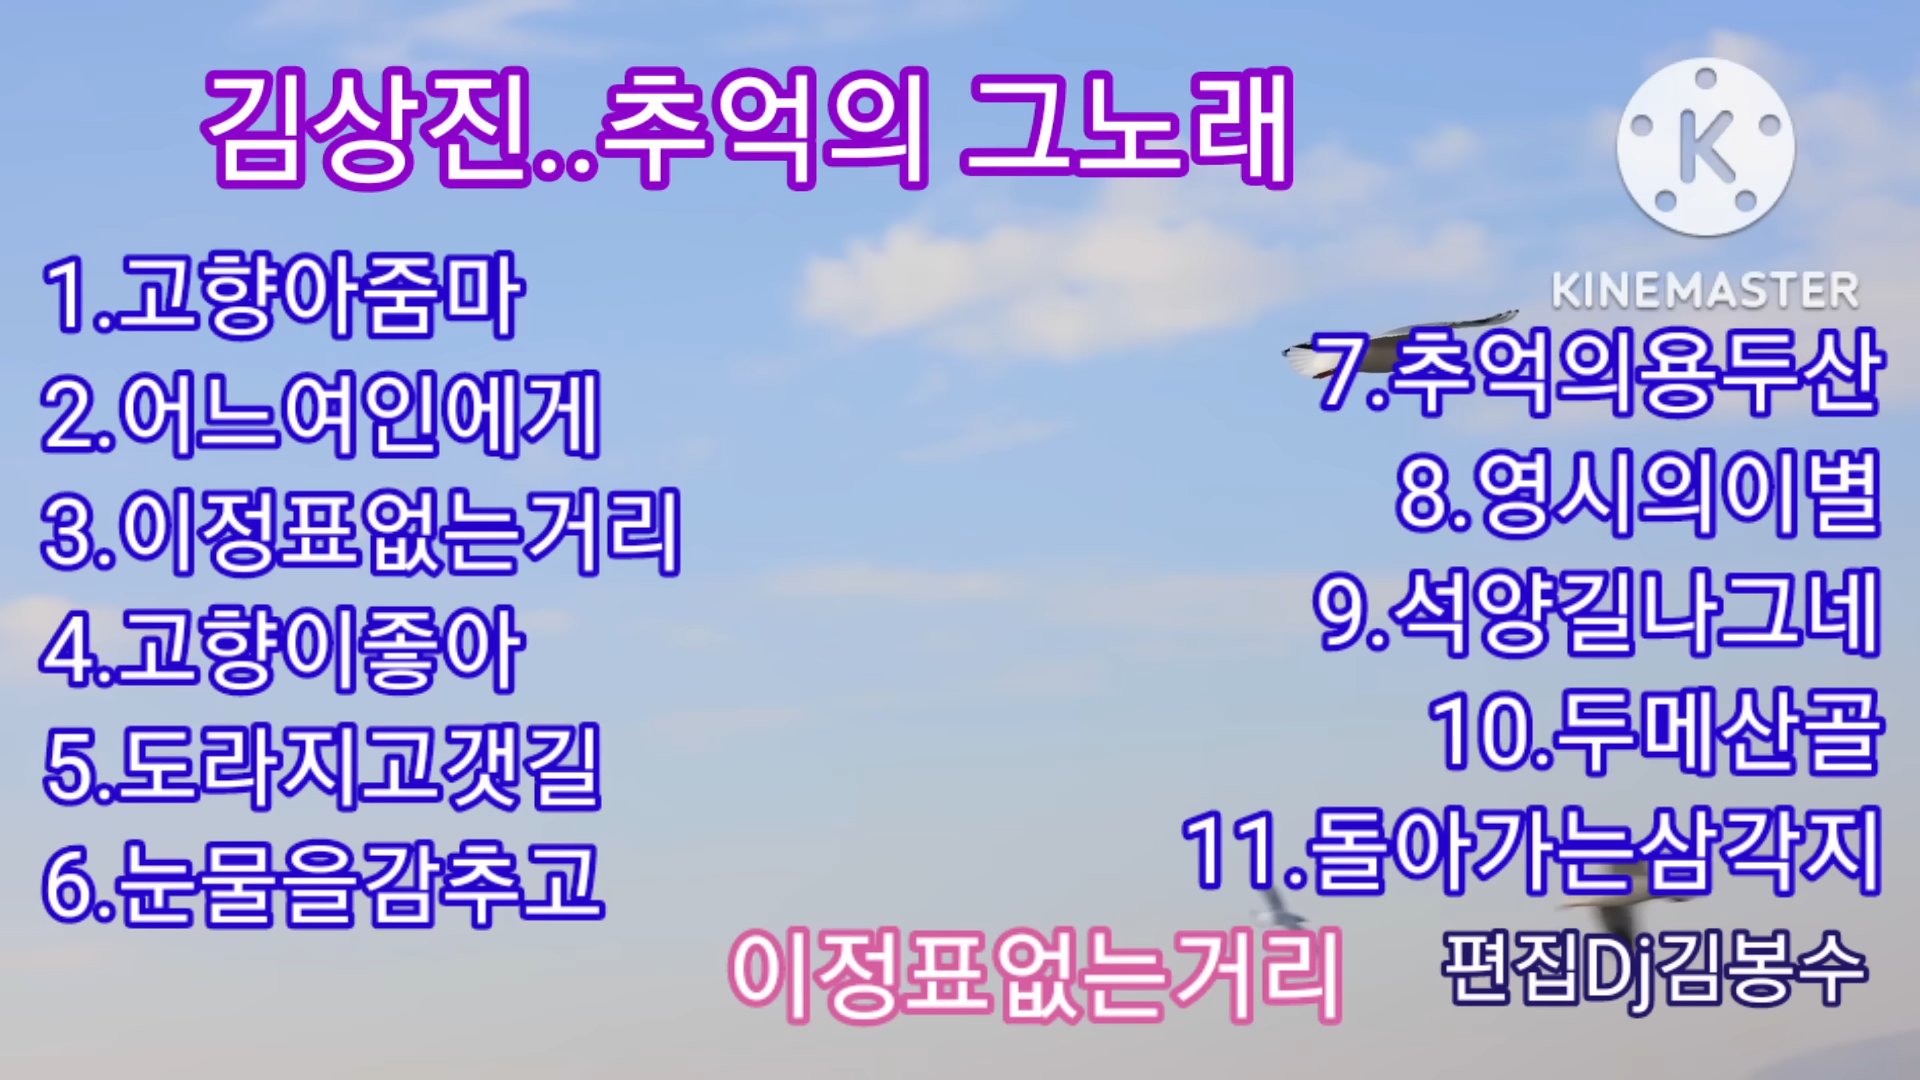 김상진..추억의 그노래
KINEMASTER
1.고향아줌마
2.어느여인에게
3.이정표없는거리
4.고향이좋아
5.도라지고갯길
6.눈물을감추고
7.추억의용두산
8.영시의이별
9.석양길나그네
10.두메산골
11.돌아가는삼각지
이정표없는거리
편집Dj김봉수